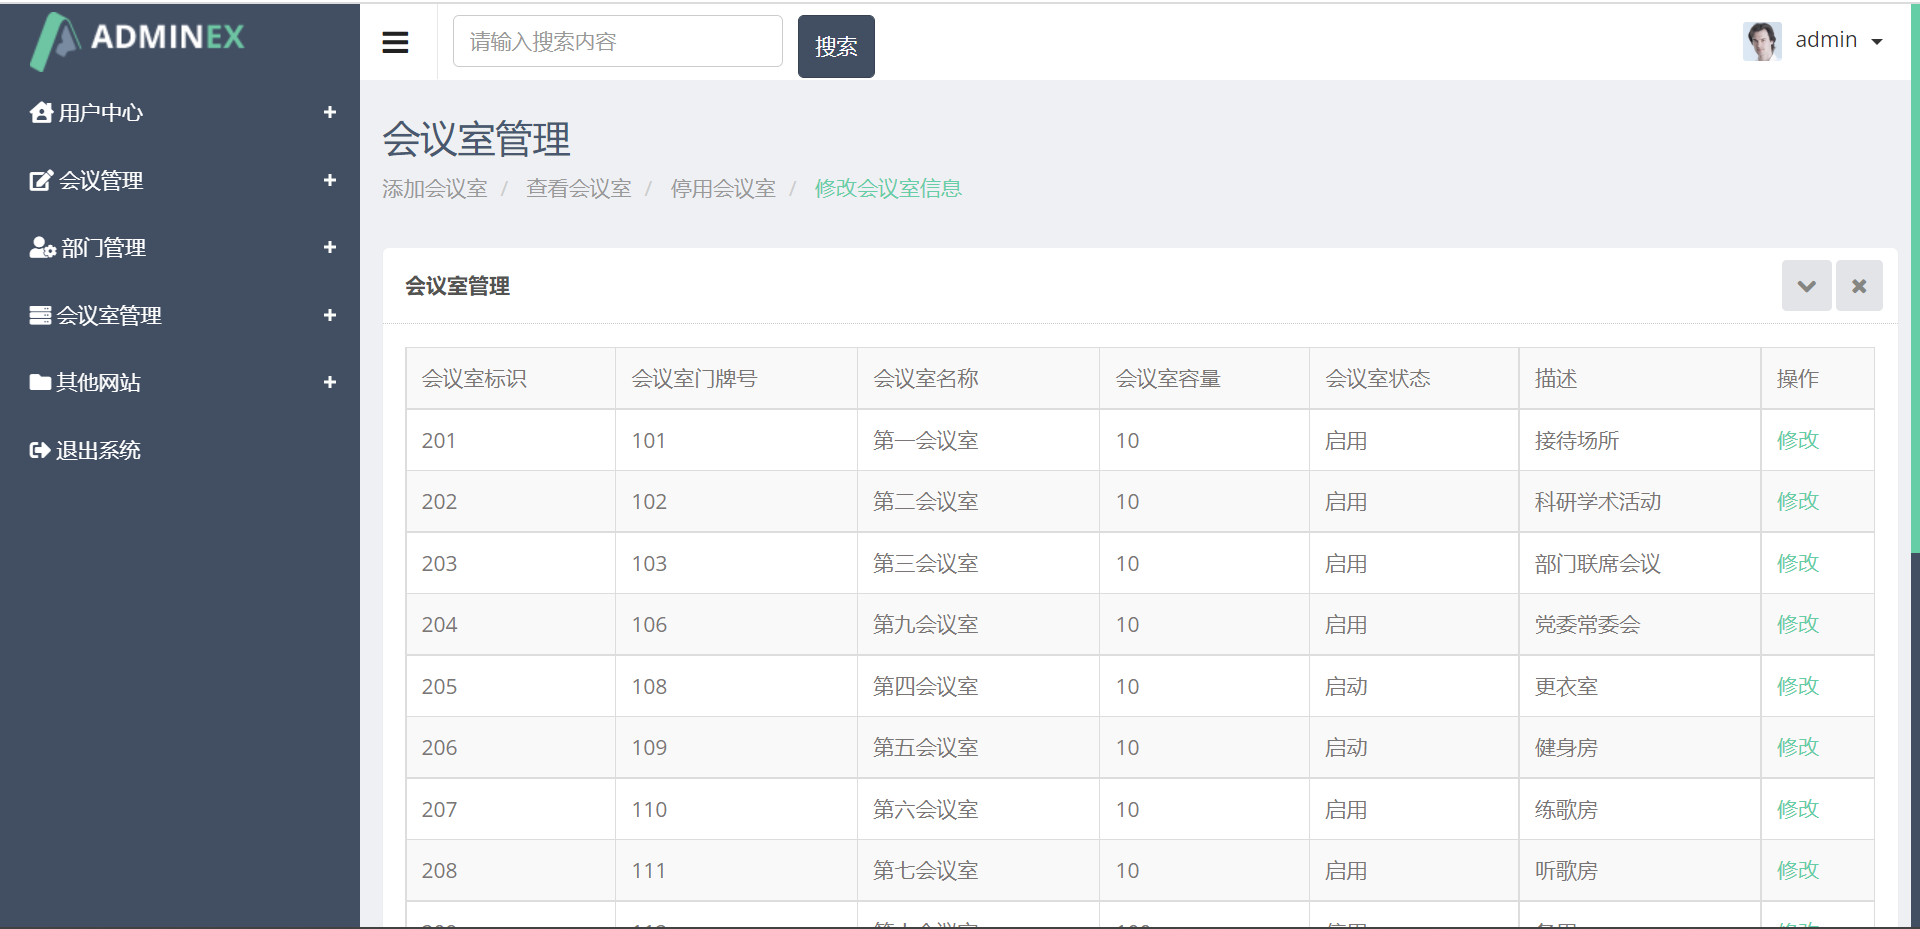 ADMINEX
请输入搜索内容
搜索
admin
用户中心
会议管理
部门管理
会议室管理
其他网站
退出系统
会议室管理
添加会议室 / 查看会议室 / 停用会议室 / 修改会议室信息
会议室管理
会议室标识 会议室门牌号 会议室名称 会议室容量 会议室状态 描述 操作
201 101 第一会议室 10 启用 接待场所 修改
202 102 第二会议室 10 启用 科研学术活动 修改
203 103 第三会议室 10 启用 部门联席会议 修改
204 106 第九会议室 10 启用 党委常委会 修改
205 108 第四会议室 10 启动 更衣室 修改
206 109 第五会议室 10 启动 健身房 修改
207 110 第六会议室 10 启用 练歌房 修改
208 111 第七会议室 10 启用 听歌房 修改